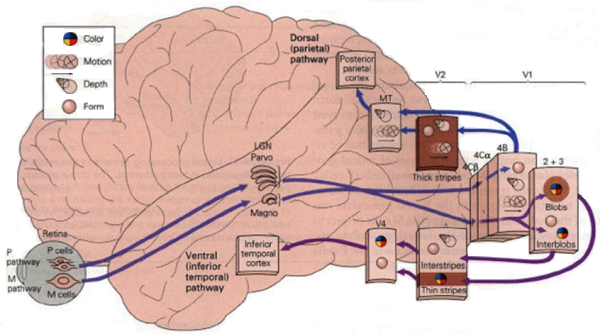 Color
Motion
Depth
Form
Dorsal
(parietal)
pathway
Posterior
parietal
cortex
V2
V1
MT
Thick stripes
4Cβ
4Cα
4B
2 + 3
Blobs
Interblobs
LGN
Parvo
Magno
Retina
P
pathway
M
pathway
P cells
M cells
Ventral
(inferior
temporal)
pathway
Inferior
temporal
cortex
V4
Interstripes
Thin stripes